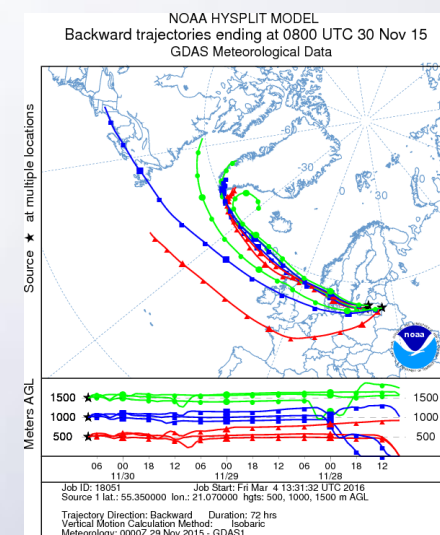 NOAA HYSPLIT MODEL
Backward trajectories ending at 0800 UTC 30 Nov 15
GDAS Meteorological Data
Source ★ at multiple locations
150
-60
-30
0
30
noaa
Meters AGL
1500
1000
500
1500
1000
500
06 00 18 12 06 00 18 12 06 00 18 12
11/30 11/29 11/28
Job ID: 18051 Job Start: Fri Mar 4 13:31:32 UTC 2016
Source 1 lat.: 55.350000 lon.: 21.070000 hgts: 500, 1000, 1500 m AGL
Trajectory Direction: Backward Duration: 72 hrs
Vertical Motion Calculation Method: Isobaric
Meteorology: 0000Z 29 Nov 2015 - GDAS1